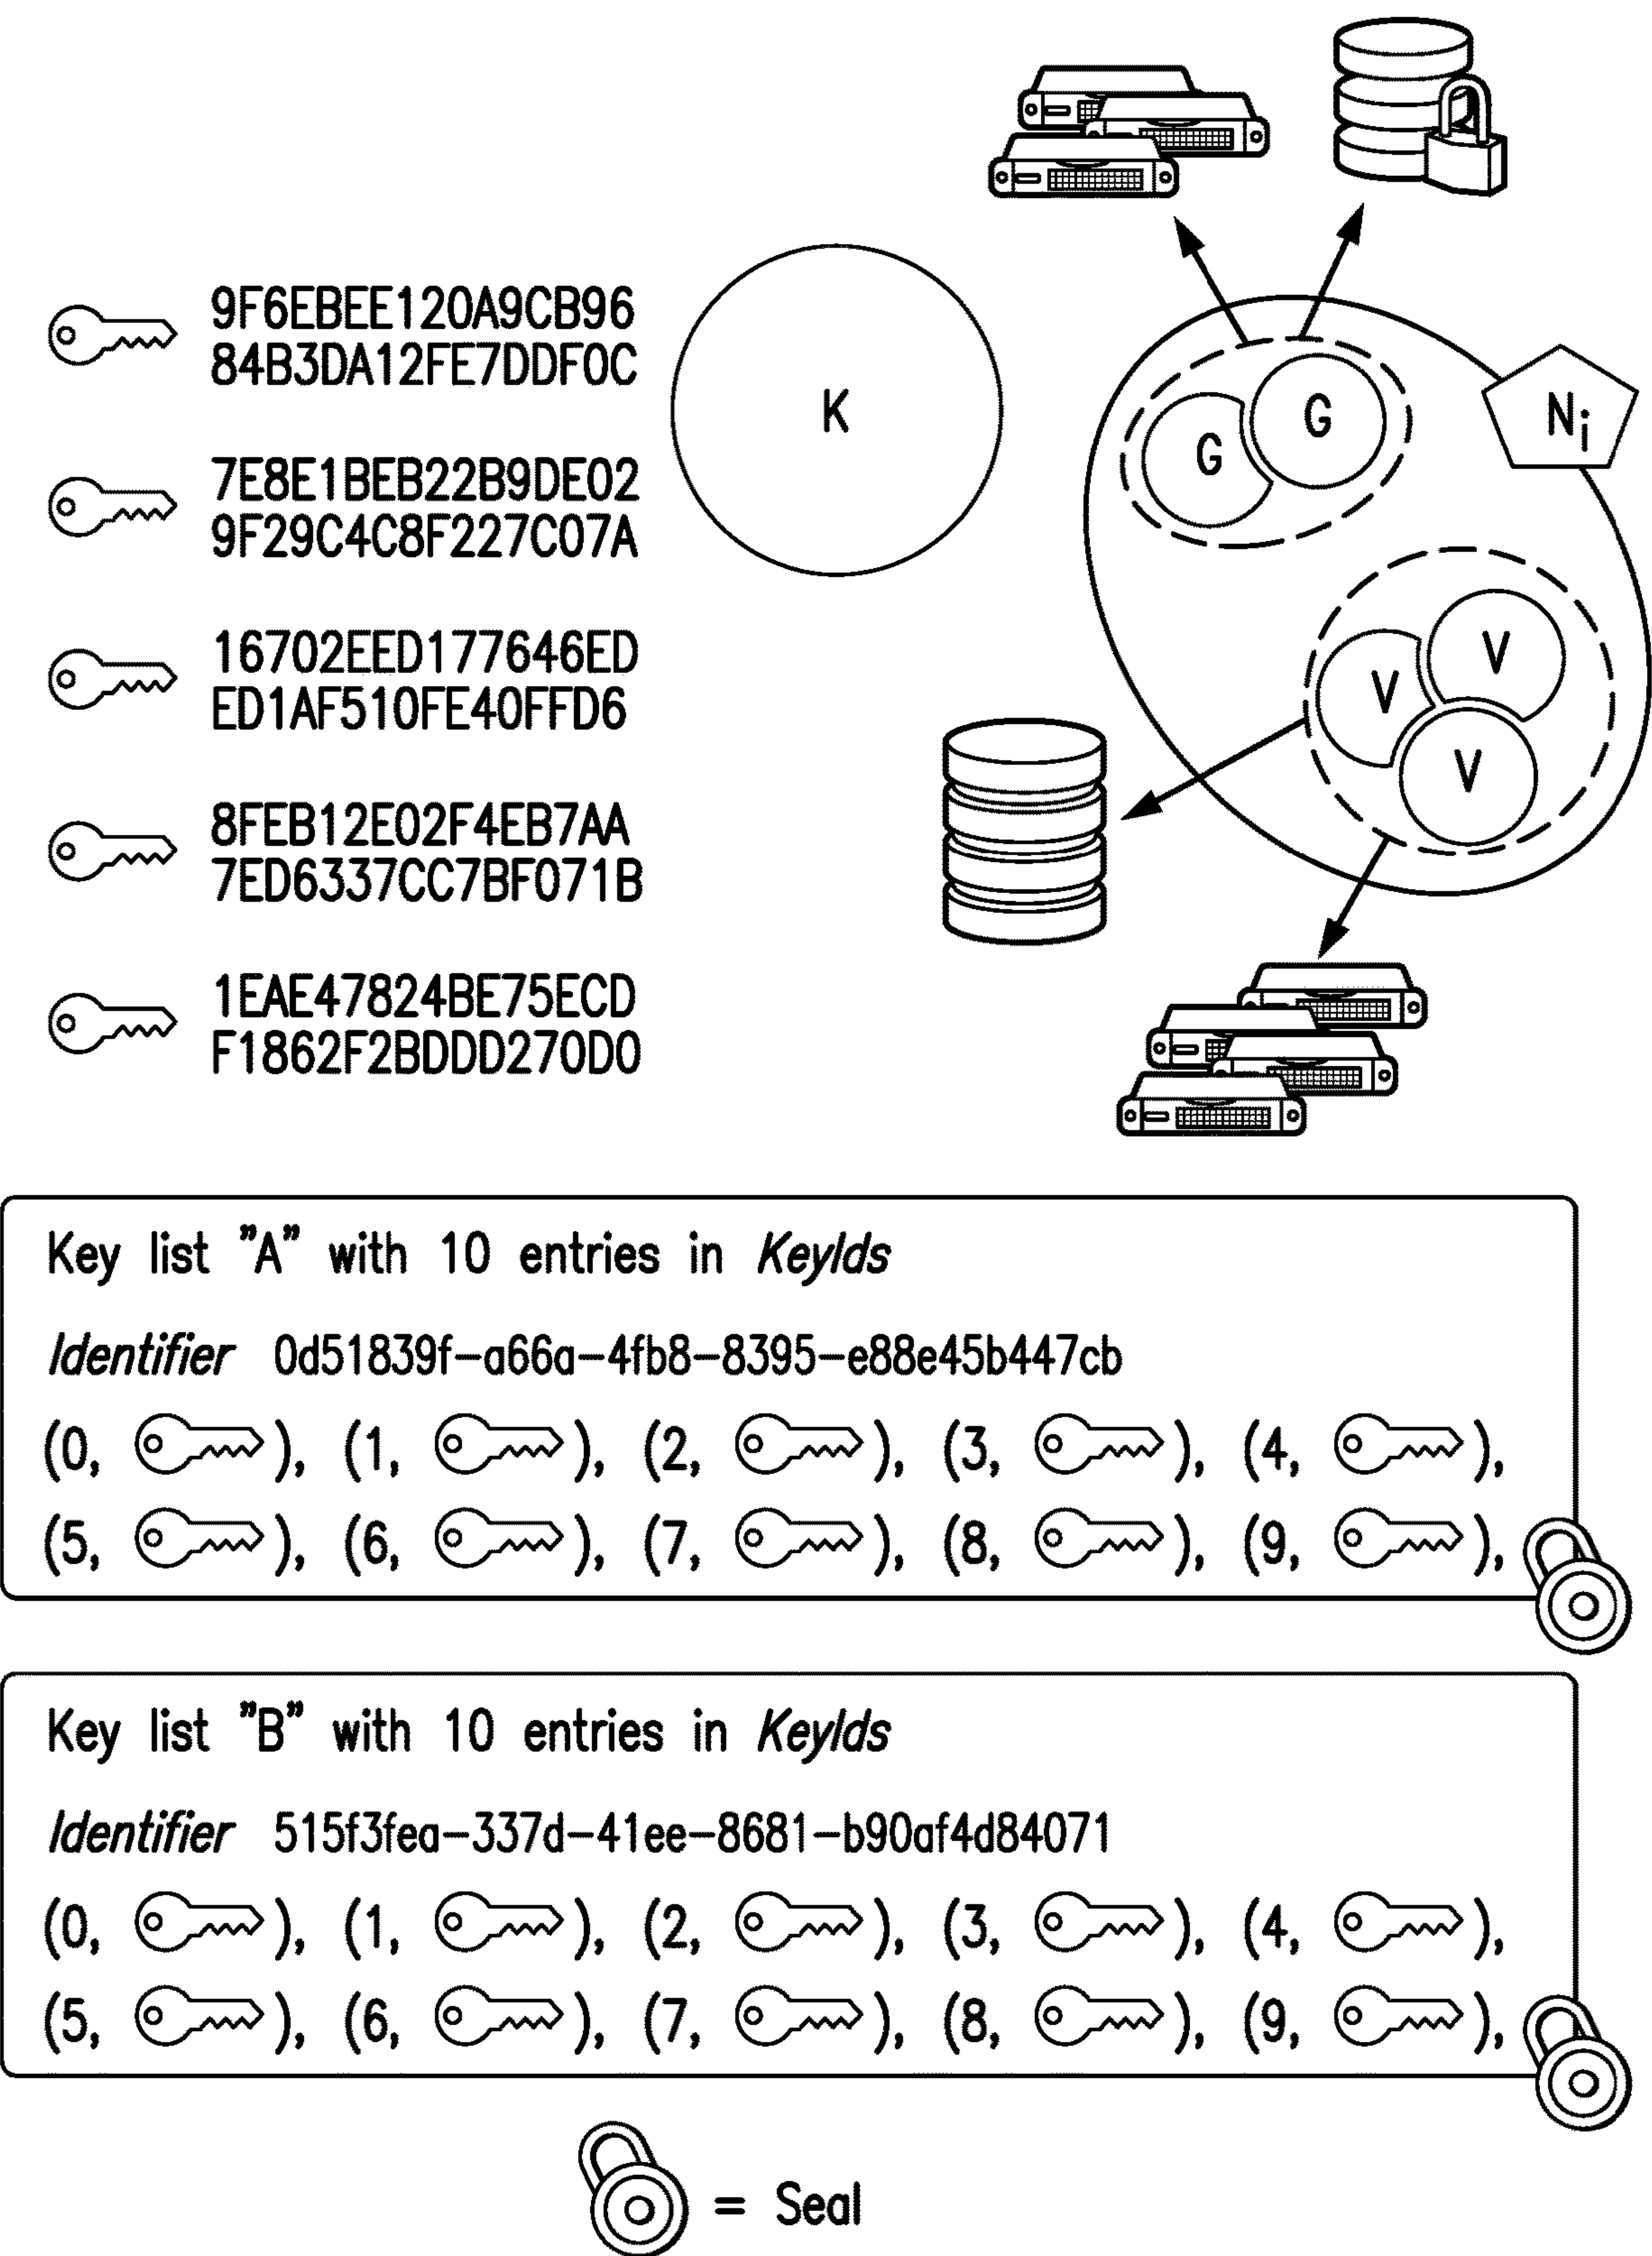 9F6EBEE120A9CB96
84B3DA12FE7DDF0C
7E8E1BEB22B9DE02
9F29C4C8F227C07A
16702EED177646ED
ED1AF510FE40FFD6
8FEB12E02F4EB7AA
7ED6337CC7BF071B
1EAE47824BE75ECD
F1862F2BDDD270D0
K
G
G
Ni
V
V
V
Key list "A" with 10 entries in KeyIds
Identifier 0d51839f-a66a-4fb8-8395-e88e45b447cb
(0, ), (1, ), (2, ), (3, ), (4, ),
(5, ), (6, ), (7, ), (8, ), (9, ),
Key list "B" with 10 entries in KeyIds
Identifier 515f3fea-337d-41ee-8681-b90af4d84071
(0, ), (1, ), (2, ), (3, ), (4, ),
(5, ), (6, ), (7, ), (8, ), (9, ),
= Seal